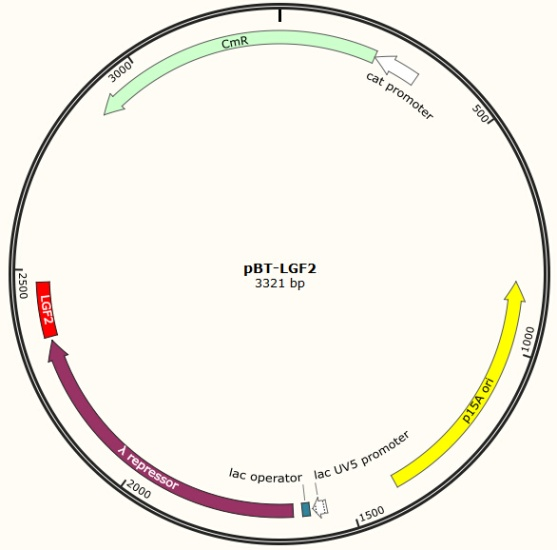 CmR
cat promoter
3000
500
pBT-LGF2
3321 bp
2500
LGF2
1000
p15A ori
λ repressor
lac operator
lac UV5 promoter
2000
1500